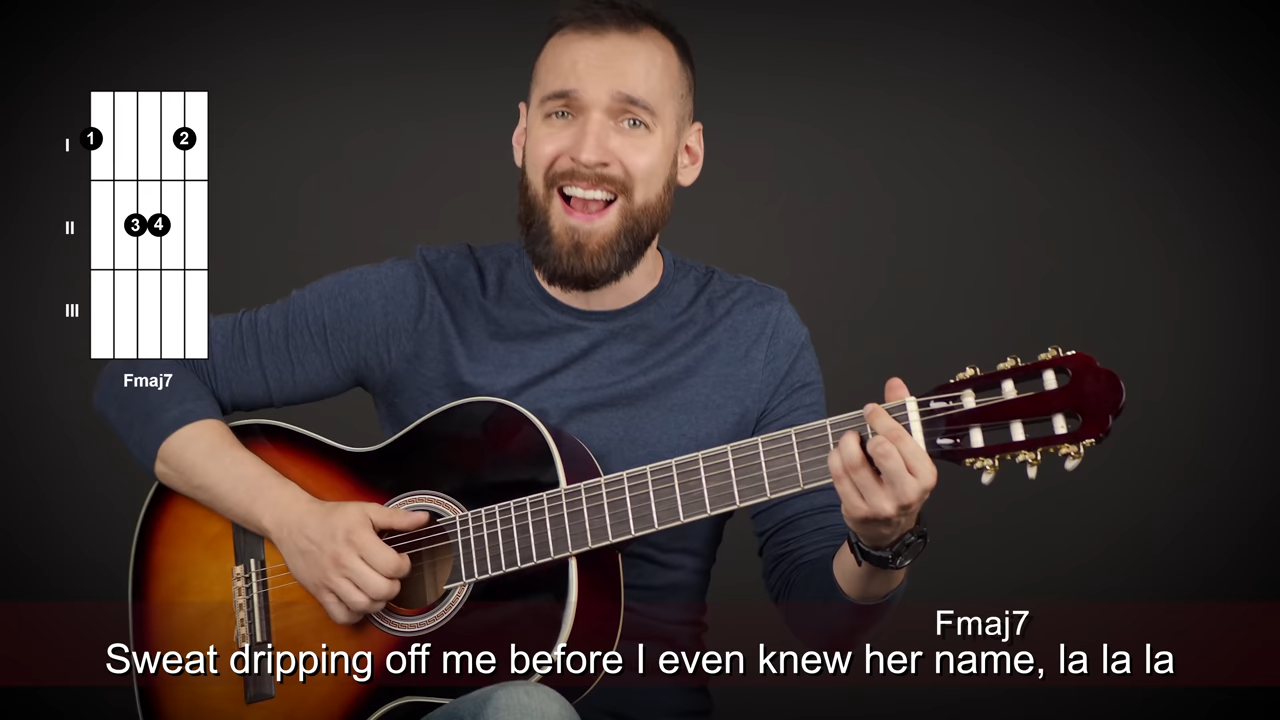 I
1
2
II
3
4
III
Fmaj7
Fmaj7
Sweat dripping off me before I even knew her name, la la la